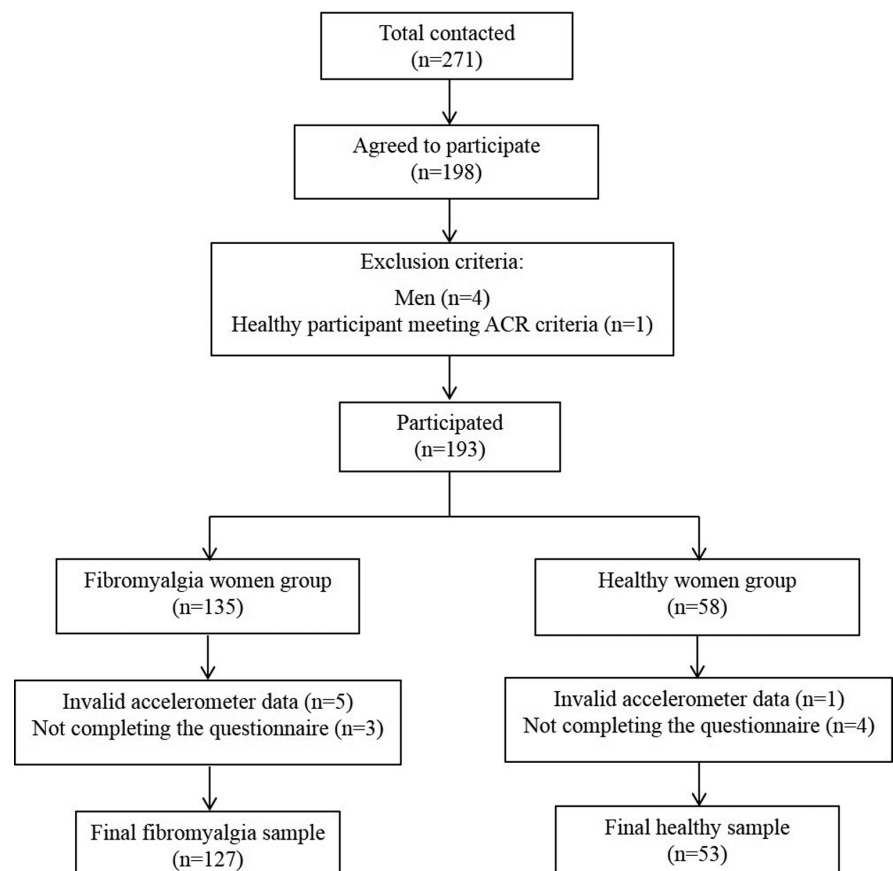 Total contacted
(n=271)
Agreed to participate
(n=198)
Exclusion criteria:
Men (n=4)
Healthy participant meeting ACR criteria (n=1)
Participated
(n=193)
Fibromyalgia women group
(n=135)
Healthy women group
(n=58)
Invalid accelerometer data (n=5)
Not completing the questionnaire (n=3)
Invalid accelerometer data (n=1)
Not completing the questionnaire (n=4)
Final fibromyalgia sample
(n=127)
Final healthy sample
(n=53)